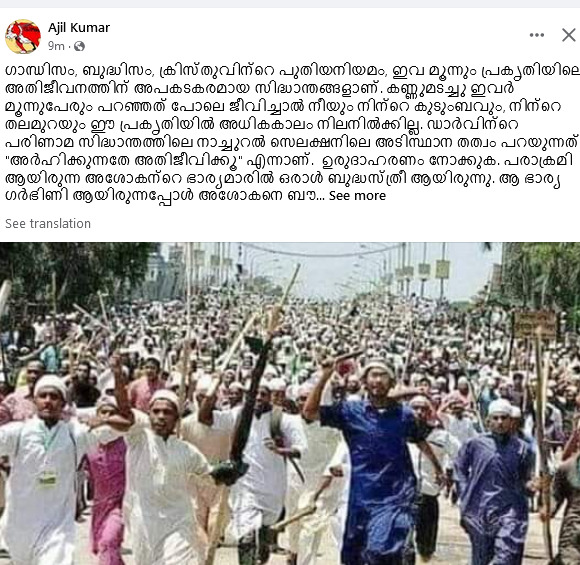 Ajil Kumar
9m ·
ഗാന്ധിസം, ബുദ്ധിസം, ക്രിസ്തുവിന്റെ പുതിയനിയമം, ഇവ മൂന്നും പ്രകൃതിയിലെ
അതിജീവനത്തിന് അപകടകരമായ സിദ്ധാന്തങ്ങളാണ്. കണ്ണുമടച്ചു ഇവർ
മൂന്നുപേരും പറഞ്ഞത് പോലെ ജീവിച്ചാൽ നീയും നിന്റെ കുടുംബവും, നിന്റെ
തലമുറയും ഈ പ്രകൃതിയിൽ അധികകാലം നിലനിൽക്കില്ല. ഡാർവിന്റെ
പരിണാമ സിദ്ധാന്തത്തിലെ നാച്ചുറൽ സെലക്ഷനിലെ അടിസ്ഥാന തത്വം പറയുന്നത്
"അർഹിക്കുന്നതേ അതിജീവിക്കൂ" എന്നാണ്. ഉരുദാഹരണം നോക്കുക. പരാക്രമി
ആയിരുന്ന അശോകന്റെ ഭാര്യമാരിൽ ഒരാൾ ബുദ്ധസ്ത്രീ ആയിരുന്നു. ആ ഭാര്യ
ഗർഭിണി ആയിരുന്നപ്പോൾ അശോകനെ ബൗ... See more
See translation